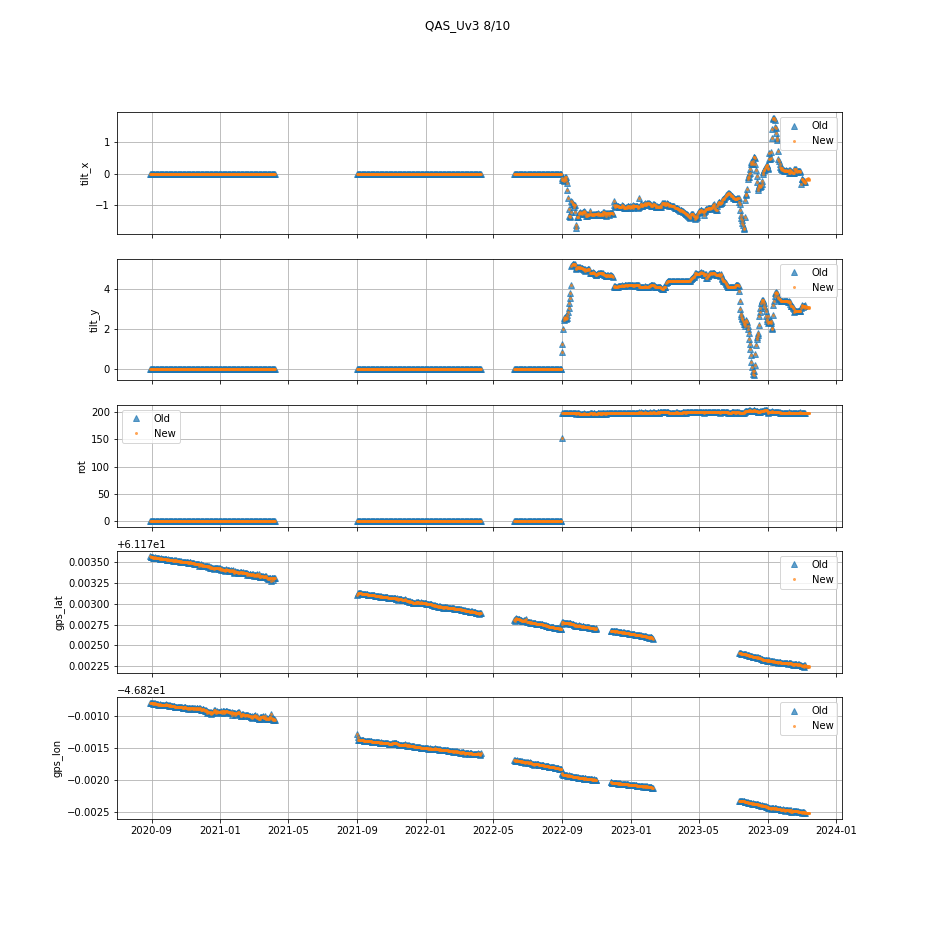 QAS_Uv3 8/10
1
0
−1
tilt_x
Old
New
4
2
0
tilt_y
Old
New
200
150
100
50
0
rot
Old
New
+6.117e1
0.00350
0.00325
0.00300
0.00275
0.00250
0.00225
gps_lat
Old
New
−4.682e1
−0.0010
−0.0015
−0.0020
−0.0025
gps_lon
Old
New
2020-09 2021-01 2021-05 2021-09 2022-01 2022-05 2022-09 2023-01 2023-05 2023-09 2024-01